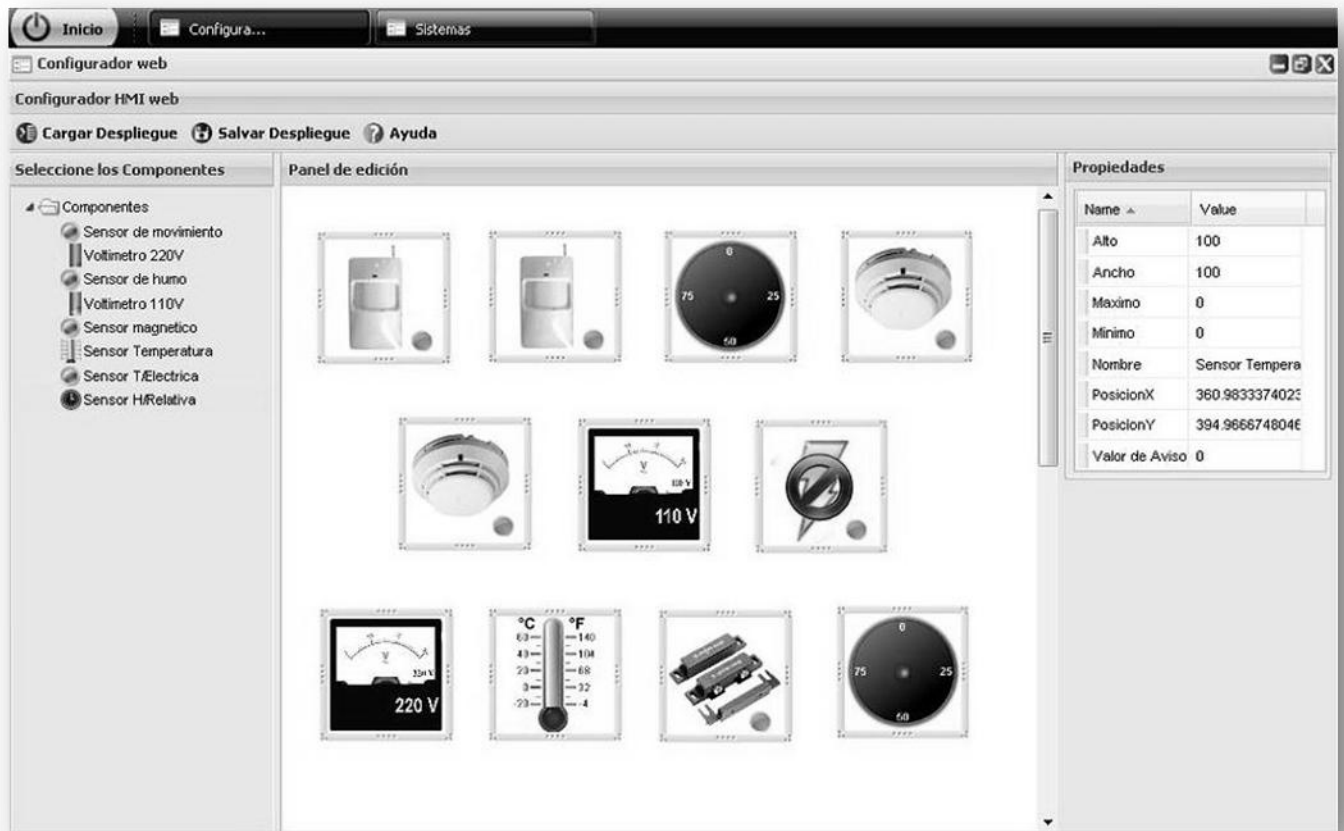 Inicio
Configura...
Sistemas
Configurador web
Configurador HMI web
Cargar Despliegue
Salvar Despliegue
Ayuda
Seleccione los Componentes
Panel de edición
Propiedades
Componentes
Sensor de movimiento
Voltimetro 220V
Sensor de humo
Voltimetro 110V
Sensor magnetico
Sensor Temperatura
Sensor T/Electrica
Sensor H/Relativa
0
75 25
50
V
110 V
110 V
V
220 V
220 V
°C °F
60 140
40 104
20 68
0 32
-20 -4
0
75 25
50
Name Value
Alto 100
Ancho 100
Maximo 0
Minimo 0
Nombre Sensor Tempera
PosicionX 360.9833374023
PosicionY 394.9666748046
Valor de Aviso 0